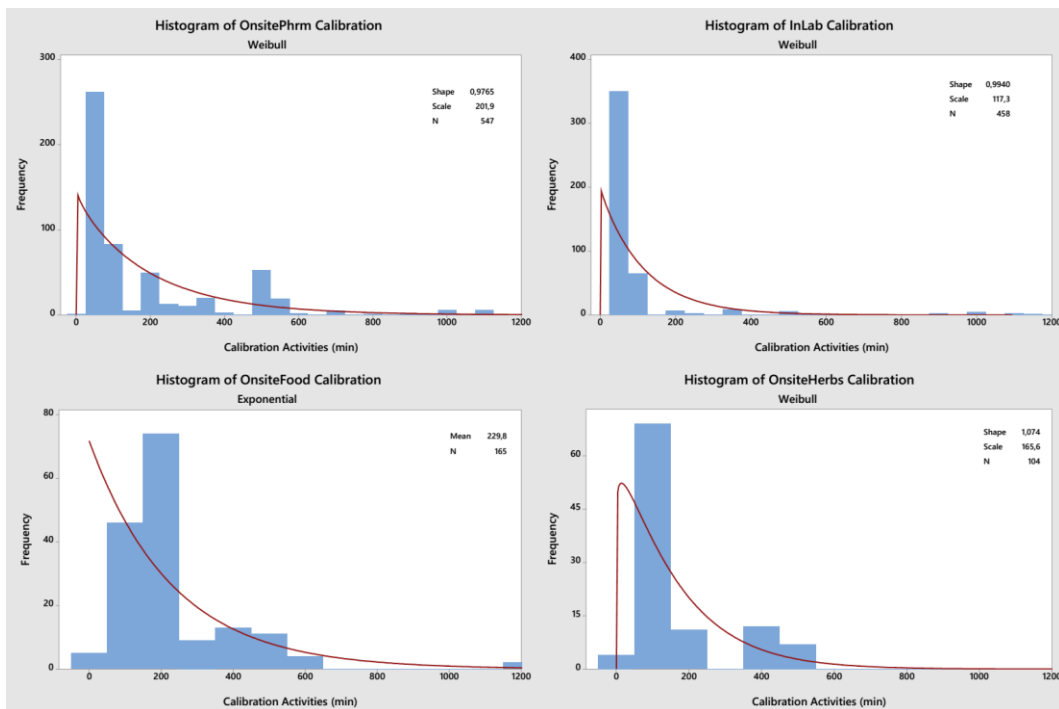 Histogram of OnsitePhrm Calibration
Weibull
300
200
100
0
Frequency
Shape 0,9765
Scale 201,9
N 547
0 200 400 600 800 1000 1200
Calibration Activities (min)
Histogram of InLab Calibration
Weibull
400
300
200
100
0
Frequency
Shape 0,9940
Scale 117,3
N 458
0 200 400 600 800 1000 1200
Calibration Activities (min)
Histogram of OnsiteFood Calibration
Exponential
80
60
40
20
0
Frequency
Mean 229,8
N 165
0 200 400 600 800 1000 1200
Calibration Activities (min)
Histogram of OnsiteHerbs Calibration
Weibull
60
45
30
15
0
Frequency
Shape 1,074
Scale 165,6
N 104
0 200 400 600 800 1000 1200
Calibration Activities (min)